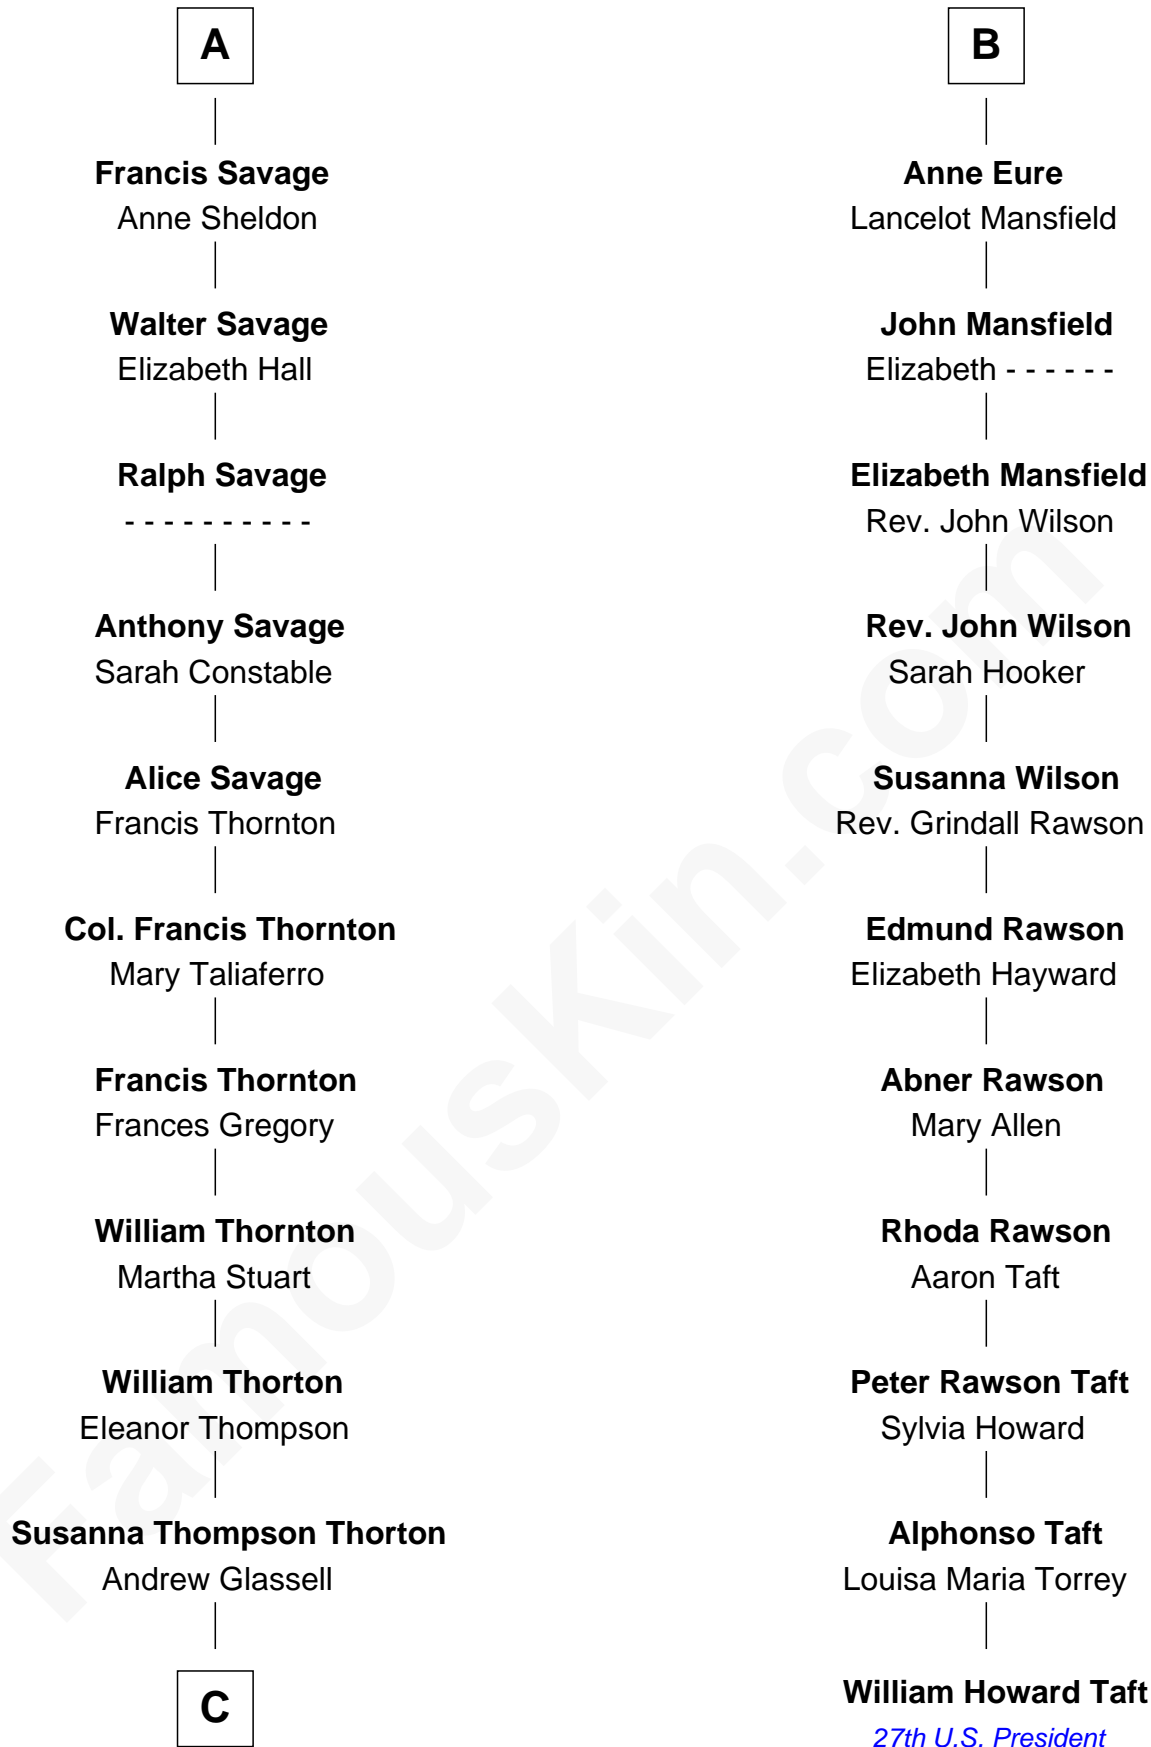 A
Francis Savage
Anne Sheldon
Walter Savage
Elizabeth Hall
Ralph Savage
- - - - - - - - - -
Anthony Savage
Sarah Constable
Alice Savage
Francis Thornton
Col. Francis Thornton
Mary Taliaferro
Francis Thornton
Frances Gregory
William Thornton
Martha Stuart
William Thorton
Eleanor Thompson
Susanna Thompson Thorton
Andrew Glassell
C
B
Anne Eure
Lancelot Mansfield
John Mansfield
Elizabeth - - - - - -
Elizabeth Mansfield
Rev. John Wilson
Rev. John Wilson
Sarah Hooker
Susanna Wilson
Rev. Grindall Rawson
Edmund Rawson
Elizabeth Hayward
Abner Rawson
Mary Allen
Rhoda Rawson
Aaron Taft
Peter Rawson Taft
Sylvia Howard
Alphonso Taft
Louisa Maria Torrey
William Howard Taft
27th U.S. President
FamousKin.com